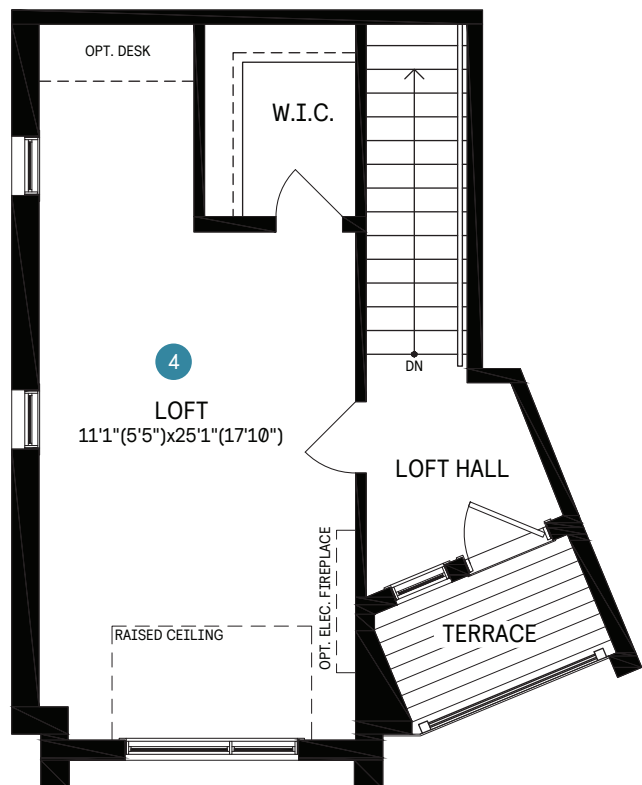 OPT. DESK
W.I.C.
4
LOFT
11'1"(5'5")x25'1"(17'10")
DN
LOFT HALL
OPT. ELEC. FIREPLACE
RAISED CEILING
TERRACE